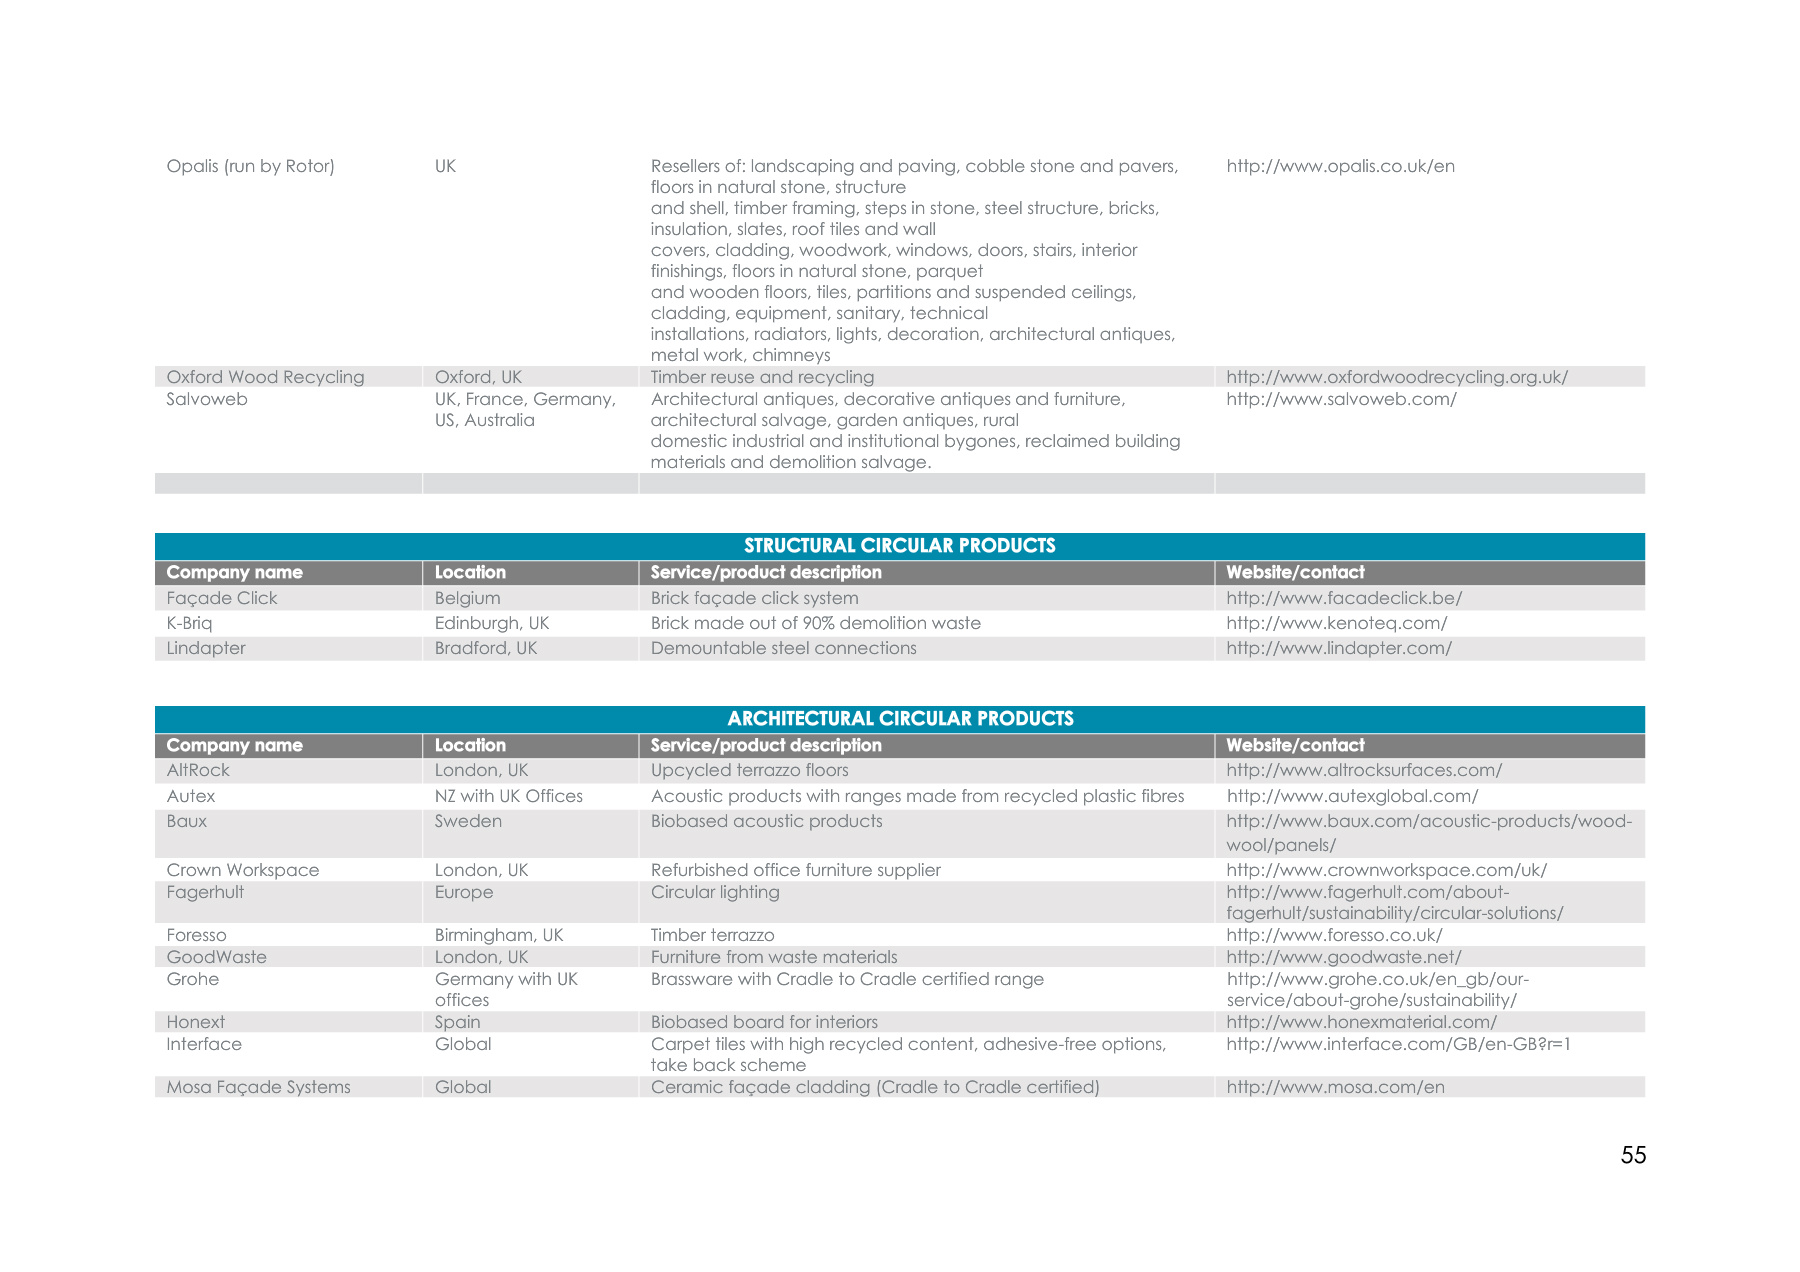 Opalis (run by Rotor) UK Resellers of: landscaping and paving, cobble stone and pavers, http://www.opalis.co.uk/en
floors in natural stone, structure
and shell, timber framing, steps in stone, steel structure, bricks,
insulation, slates, roof tiles and wall
covers, cladding, woodwork, windows, doors, stairs, interior
finishings, floors in natural stone, parquet
and wooden floors, tiles, partitions and suspended ceilings,
cladding, equipment, sanitary, technical
installations, radiators, lights, decoration, architectural antiques,
metal work, chimneys
Oxford Wood Recycling Oxford, UK Timber reuse and recycling http://www.oxfordwoodrecycling.org.uk/
Salvoweb UK, France, Germany, Architectural antiques, decorative antiques and furniture, http://www.salvoweb.com/
US, Australia architectural salvage, garden antiques, rural
domestic industrial and institutional bygones, reclaimed building
materials and demolition salvage.
STRUCTURAL CIRCULAR PRODUCTS
Company name Location Service/product description Website/contact
Façade Click Belgium Brick façade click system http://www.facadeclick.be/
K-Briq Edinburgh, UK Brick made out of 90% demolition waste http://www.kenoteq.com/
Lindapter Bradford, UK Demountable steel connections http://www.lindapter.com/
ARCHITECTURAL CIRCULAR PRODUCTS
Company name Location Service/product description Website/contact
AltRock London, UK Upcycled terrazzo floors http://www.altrocksurfaces.com/
Autex NZ with UK Offices Acoustic products with ranges made from recycled plastic fibres http://www.autexglobal.com/
Baux Sweden Biobased acoustic products http://www.baux.com/acoustic-products/wood-
wool/panels/
Crown Workspace London, UK Refurbished office furniture supplier http://www.crownworkspace.com/uk/
Fagerhult Europe Circular lighting http://www.fagerhult.com/about-
fagerhult/sustainability/circular-solutions/
Foresso Birmingham, UK Timber terrazzo http://www.foresso.co.uk/
GoodWaste London, UK Furniture from waste materials http://www.goodwaste.net/
Grohe Germany with UK Brassware with Cradle to Cradle certified range http://www.grohe.co.uk/en_gb/our-
offices service/about-grohe/sustainability/
Honext Spain Biobased board for interiors http://www.honexmaterial.com/
Interface Global Carpet tiles with high recycled content, adhesive-free options, http://www.interface.com/GB/en-GB?r=1
take back scheme
Mosa Façade Systems Global Ceramic façade cladding (Cradle to Cradle certified) http://www.mosa.com/en
55